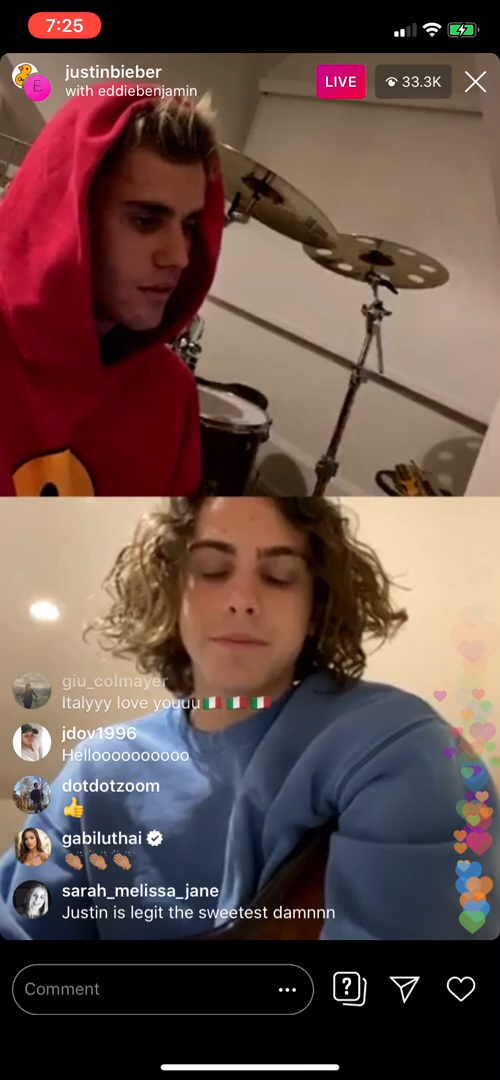 7:25
justinbieber
with eddiebenjamin
LIVE
33.3K
E
giu_colmayer
Italyyy love youuu🇮🇹 🇮🇹 🇮🇹
jdov1996
Helloooooooooo
dotdotzoom
👍
gabiluthai
👏🏽👏🏽👏🏽
sarah_melissa_jane
Justin is legit the sweetest damnnn
Comment
?